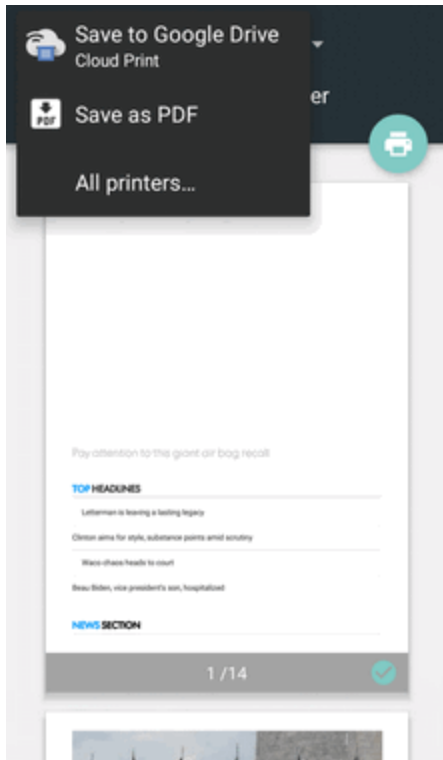 Save to Google Drive
Cloud Print
er
PDF
Save as PDF
All printers...
Pay attention to this giant air bag recall
TOP HEADLINES
Letterman is leaving a lasting legacy
Clinton aims for style, substance points amid scrutiny
Waco chaos heads to court
Beau Biden, vice president's son, hospitalized
NEWS SECTION
1 /14